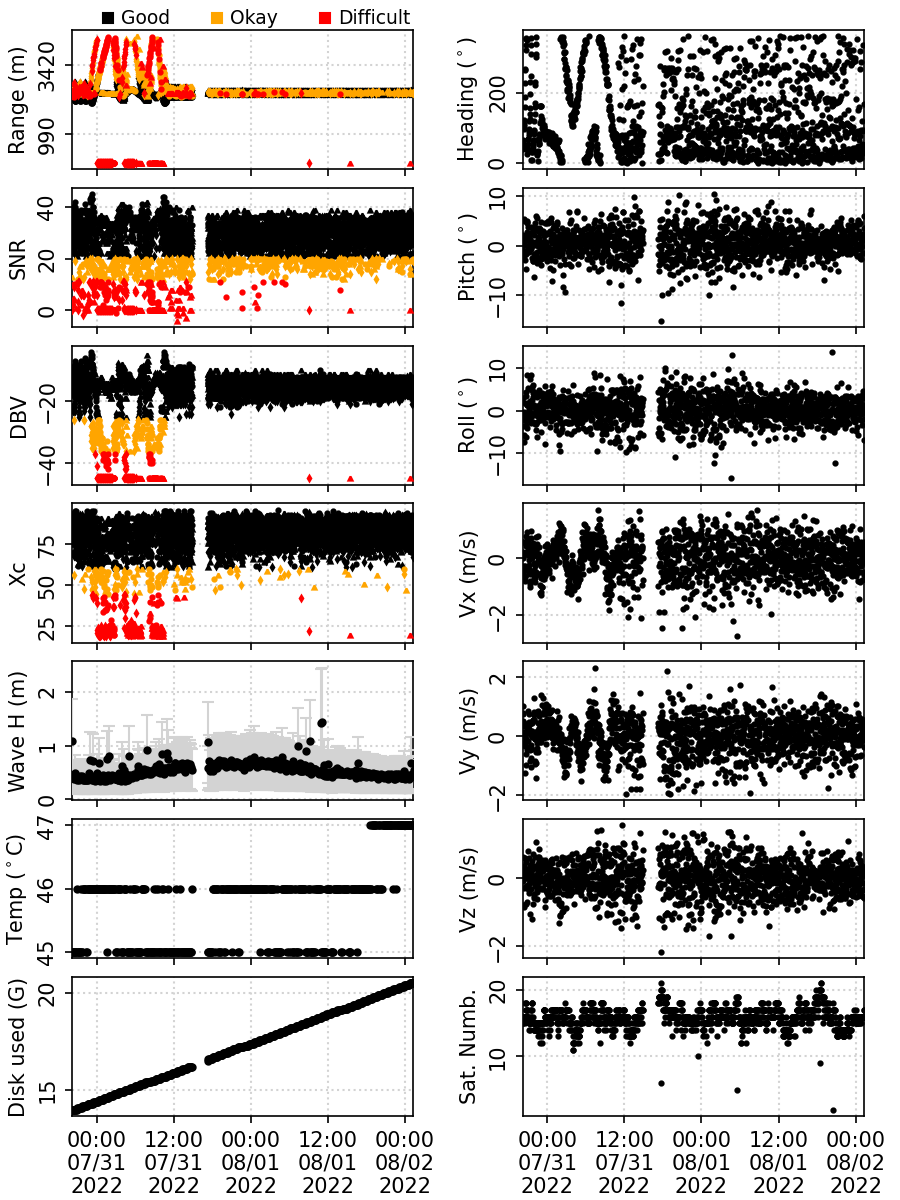 Good Okay Difficult
Range (m)
3420
990
Heading (°)
200
0
SNR
40
20
0
Pitch (°)
10
0
−10
DBV
−20
−40
Roll (°)
10
0
−10
Xc
75
50
25
Vx (m/s)
0
−2
Wave H (m)
2
1
0
Vy (m/s)
2
0
−2
Temp (°C)
47
46
45
Vz (m/s)
0
−2
Disk used (G)
20
15
Sat. Numb.
20
10
00:00 12:00 00:00 12:00 00:00
07/31 07/31 08/01 08/01 08/02
2022 2022 2022 2022 2022
00:00 12:00 00:00 12:00 00:00
07/31 07/31 08/01 08/01 08/02
2022 2022 2022 2022 2022